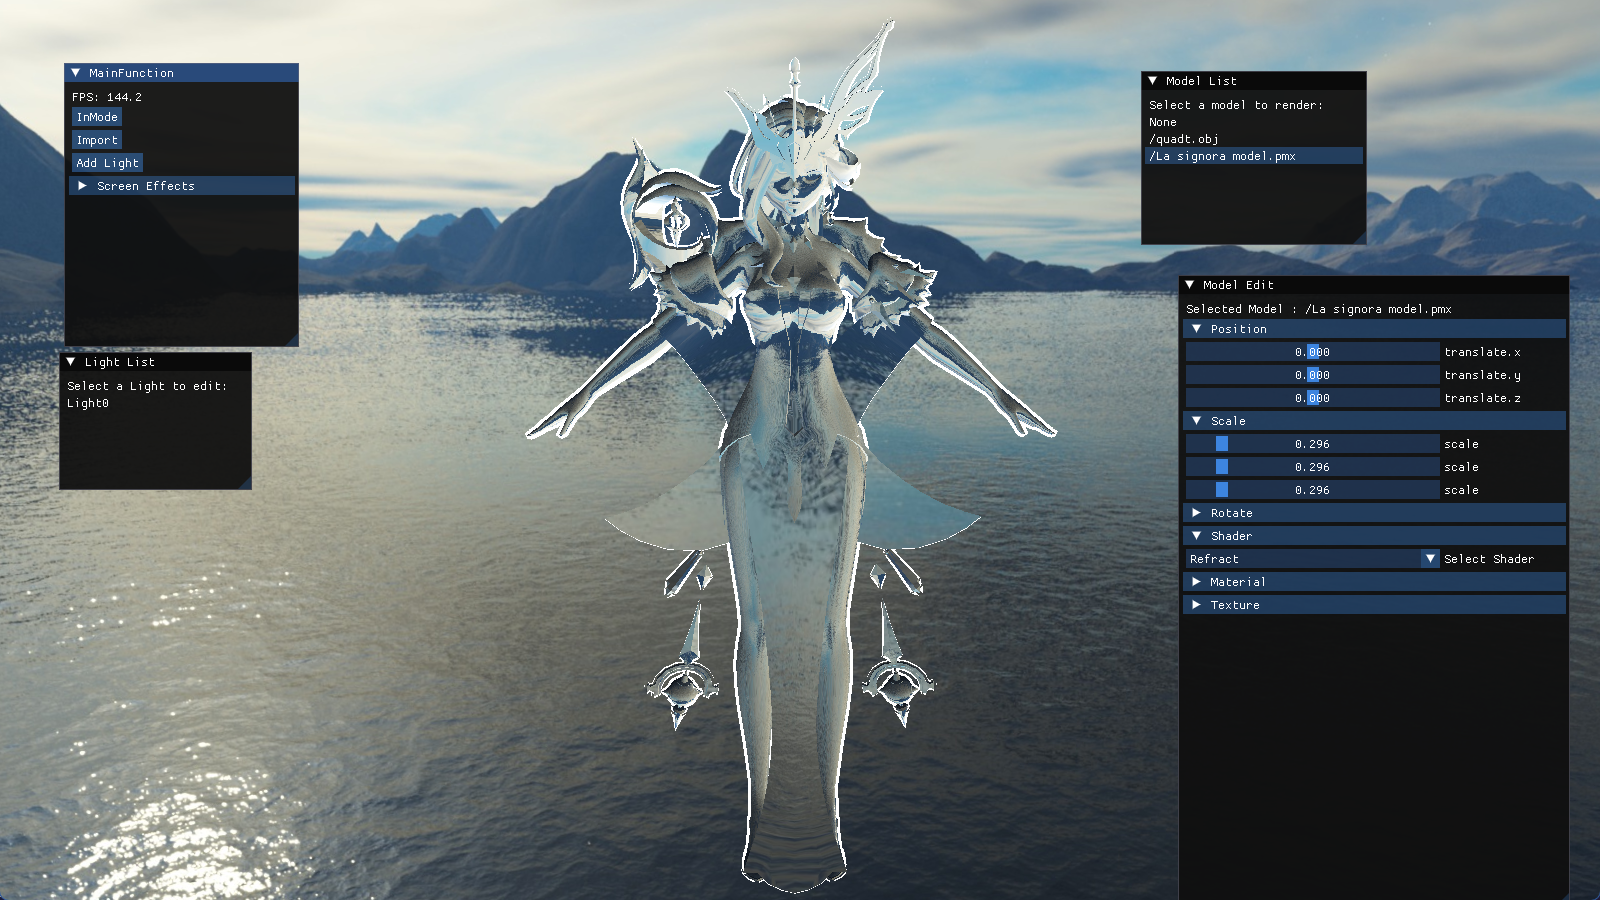 MainFunction
FPS: 144.2
InMode
Import
Add Light
Screen Effects
Light List
Select a Light to edit:
Light0
Model List
Select a model to render:
None
/quadt.obj
/La signora model.pmx
Model Edit
Selected Model : /La signora model.pmx
Position
0.000 translate.x
0.000 translate.y
0.000 translate.z
Scale
0.296 scale
0.296 scale
0.296 scale
Rotate
Shader
Refract Select Shader
Material
Texture